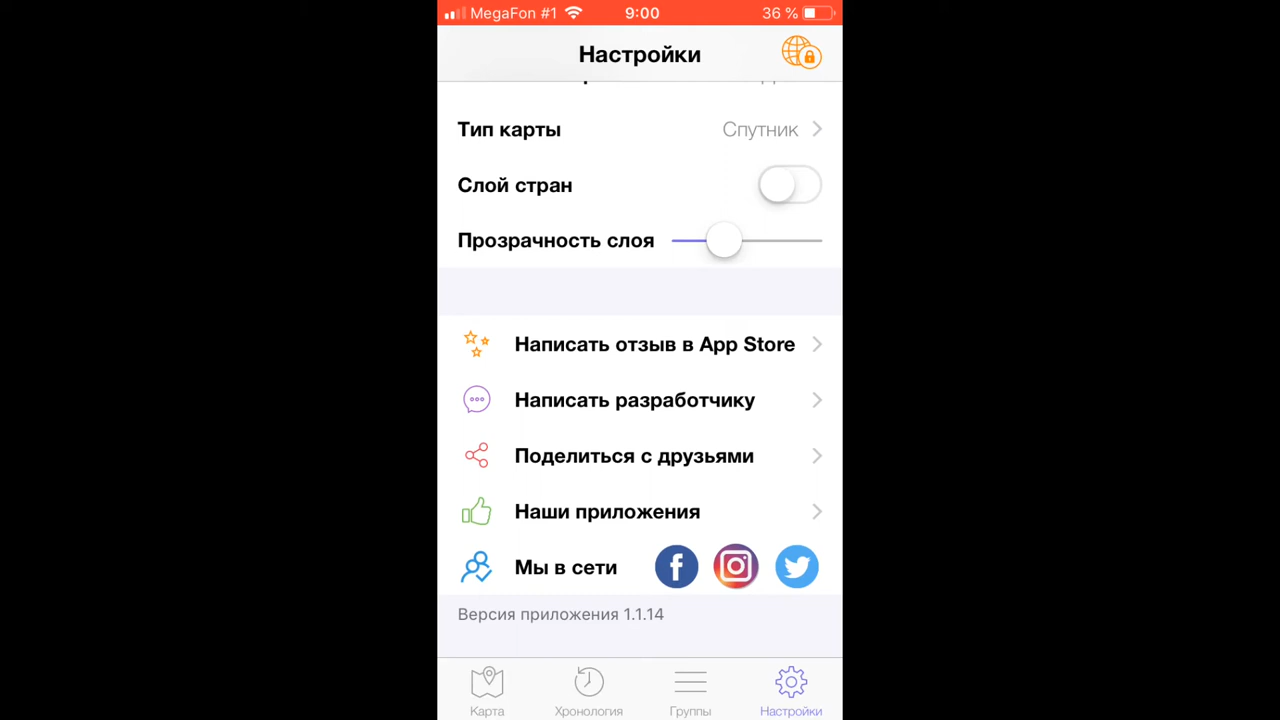 MegaFon #1 9:00 36 %
Настройки
Тип карты Спутник
Слой стран
Прозрачность слоя
Написать отзыв в App Store
Написать разработчику
Поделиться с друзьями
Наши приложения
Мы в сети
Версия приложения 1.1.14
Карта Хронология Группы Настройки